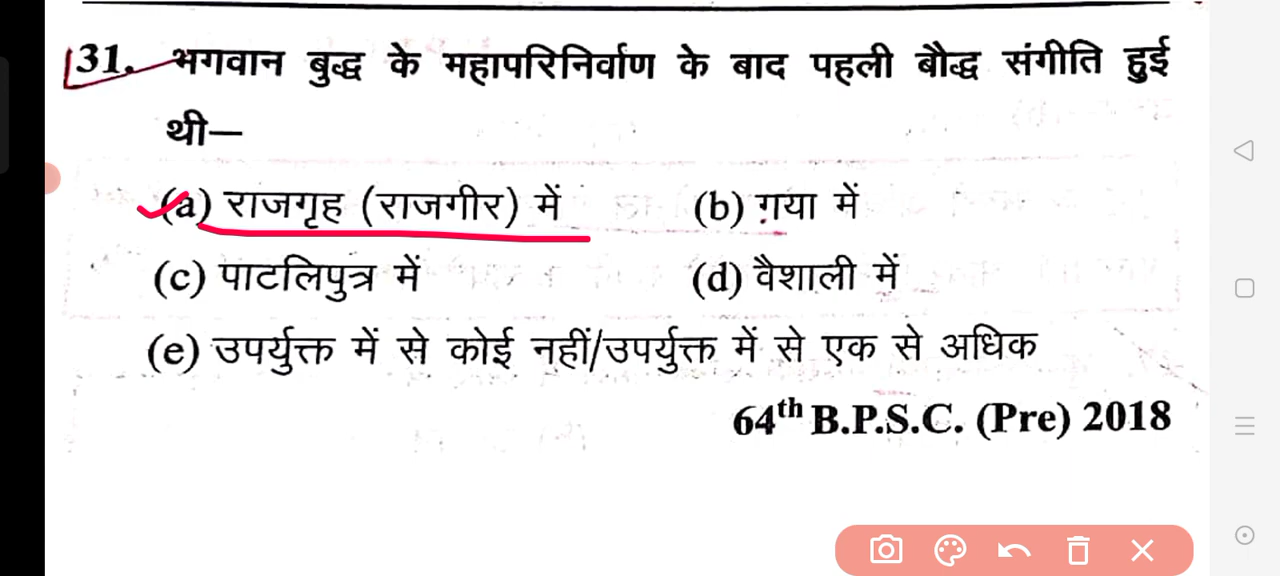 31. भगवान बुद्ध के महापरिनिर्वाण के बाद पहली बौद्ध संगीति हुई
थी—
(a) राजगृह (राजगीर) में (b) गया में
(c) पाटलिपुत्र में (d) वैशाली में
(e) उपर्युक्त में से कोई नहीं/उपर्युक्त में से एक से अधिक
64th B.P.S.C. (Pre) 2018